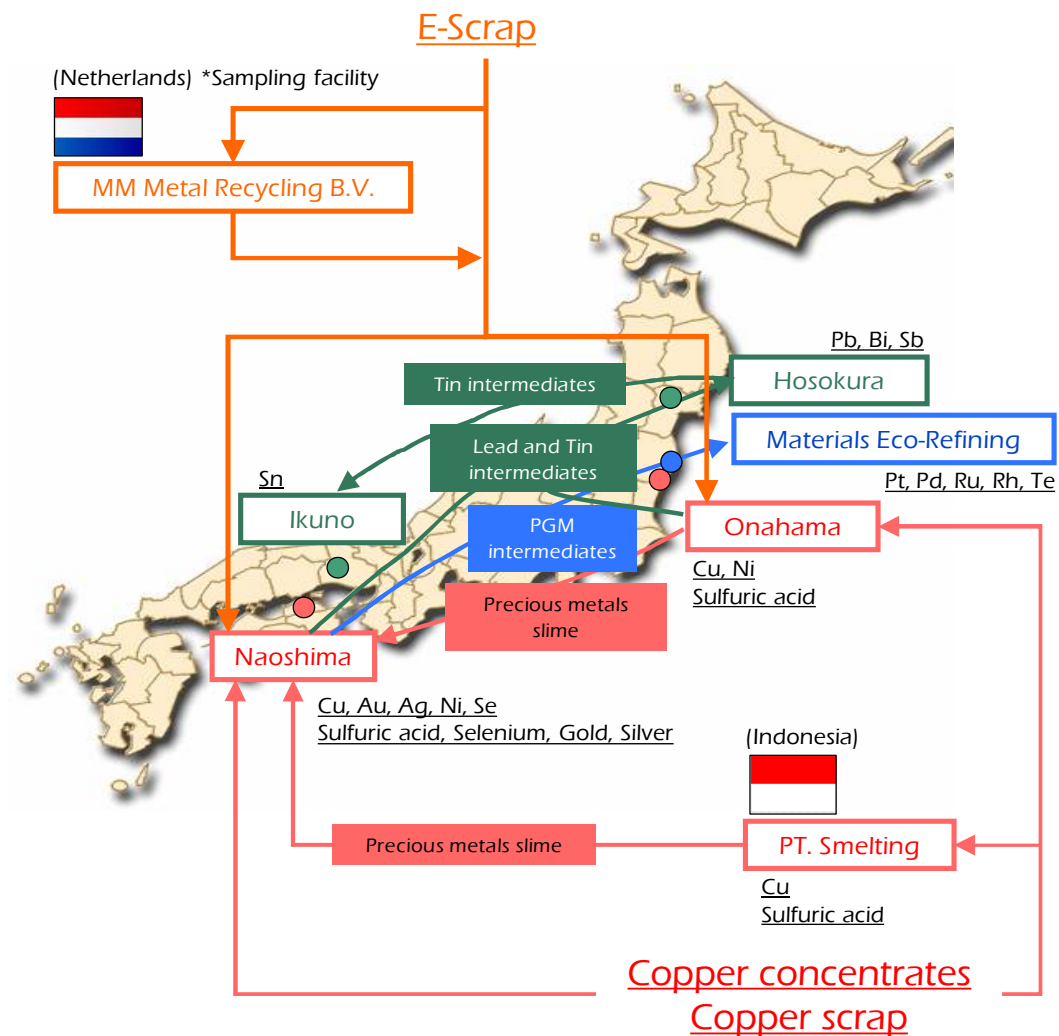 E-Scrap
(Netherlands) *Sampling facility
MM Metal Recycling B.V.
Pb, Bi, Sb
Tin intermediates
Hosokura
Lead and Tin
intermediates
Materials Eco-Refining
Pt, Pd, Ru, Rh, Te
Sn
Ikuno
PGM
intermediates
Onahama
Cu, Ni
Sulfuric acid
Precious metals
slime
Naoshima
Cu, Au, Ag, Ni, Se
Sulfuric acid, Selenium, Gold, Silver
(Indonesia)
Precious metals slime
PT. Smelting
Cu
Sulfuric acid
Copper concentrates
Copper scrap